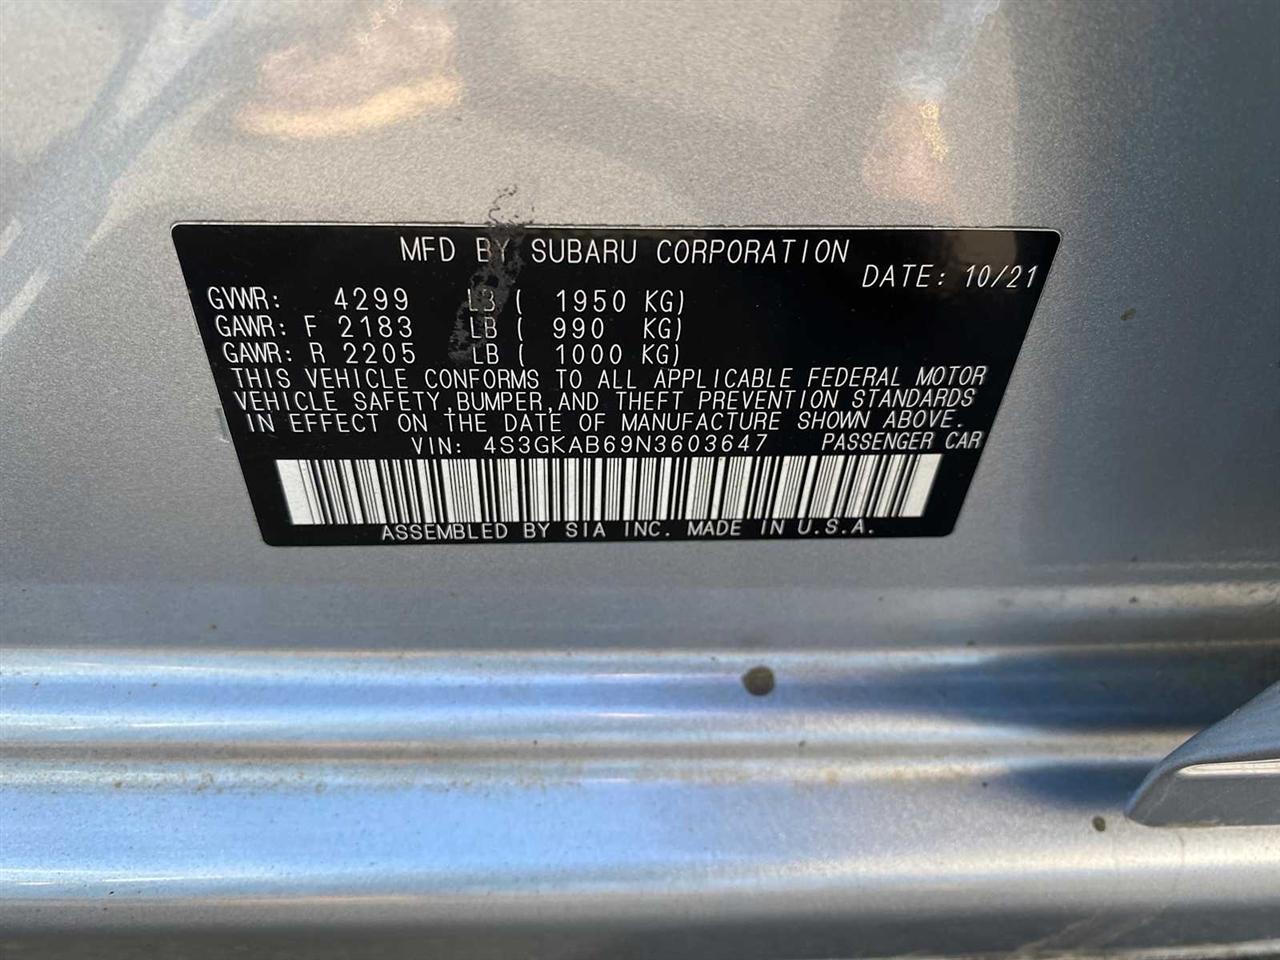 MFD BY SUBARU CORPORATION
DATE: 10/21
GVWR: 4299 LB ( 1950 KG)
GAWR: F 2183 LB ( 990 KG)
GAWR: R 2205 LB ( 1000 KG)
THIS VEHICLE CONFORMS TO ALL APPLICABLE FEDERAL MOTOR
VEHICLE SAFETY,BUMPER,AND THEFT PREVENTION STANDARDS
IN EFFECT ON THE DATE OF MANUFACTURE SHOWN ABOVE.
VIN: 4S3GKAB69N3603647 PASSENGER CAR
ASSEMBLED BY SIA INC. MADE IN U.S.A.